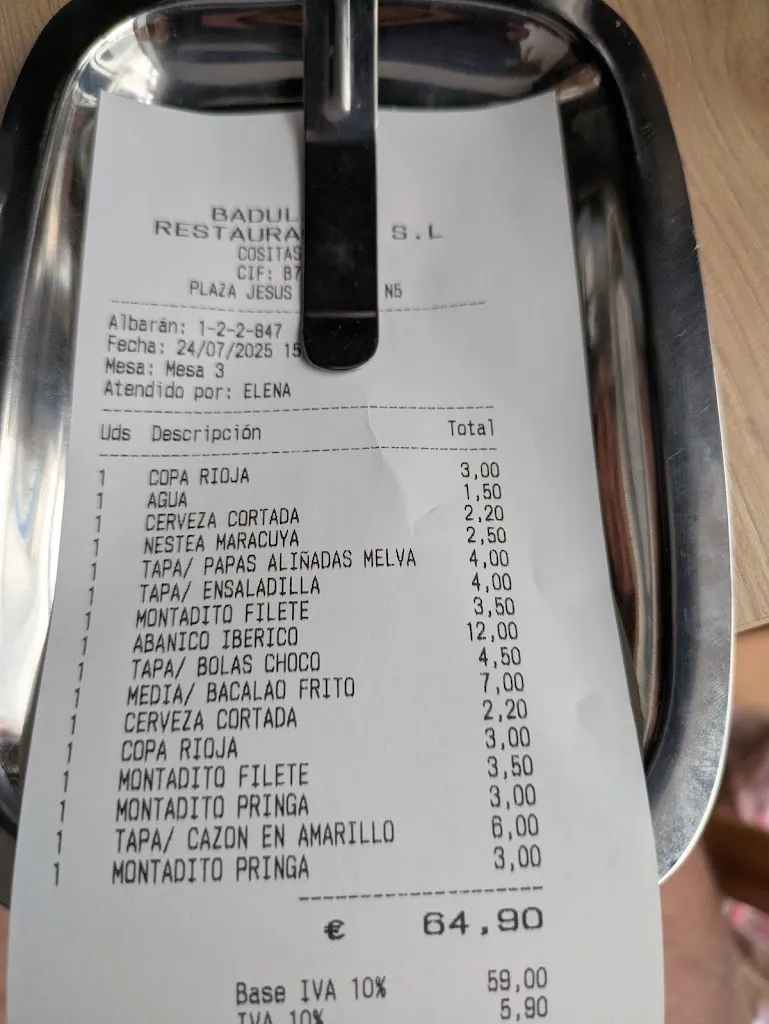 BADUL
RESTAURA S.L
COSITAS
CIF: B7
PLAZA JESUS N5
Albarán: 1-2-2-847
Fecha: 24/07/2025 15
Mesa: Mesa 3
Atendido por: ELENA
Uds Descripción Total
1 COPA RIOJA 3,00
1 AGUA 1,50
1 CERVEZA CORTADA 2,20
1 NESTEA MARACUYA 2,50
1 TAPA/ PAPAS ALIÑADAS MELVA 4,00
1 TAPA/ ENSALADILLA 4,00
1 MONTADITO FILETE 3,50
1 ABANICO IBERICO 12,00
1 TAPA/ BOLAS CHOCO 4,50
1 MEDIA/ BACALAO FRITO 7,00
1 CERVEZA CORTADA 2,20
1 COPA RIOJA 3,00
1 MONTADITO FILETE 3,50
1 MONTADITO PRINGA 3,00
1 TAPA/ CAZON EN AMARILLO 6,00
1 MONTADITO PRINGA 3,00
€ 64,90
Base IVA 10% 59,00
IVA 10% 5,90